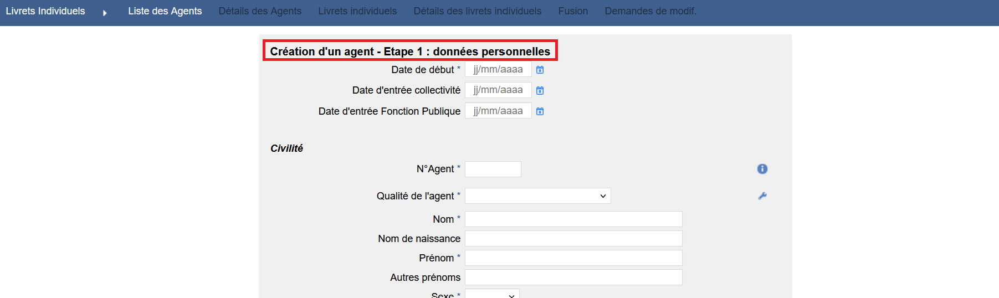 Livrets Individuels Liste des Agents Détails des Agents Livrets individuels Détails des livrets individuels Fusion Demandes de modif.
Création d'un agent - Etape 1 : données personnelles
Date de début * jj/mm/aaaa
Date d'entrée collectivité jj/mm/aaaa
Date d'entrée Fonction Publique jj/mm/aaaa
Civilité
N°Agent *
Qualité de l'agent *
Nom *
Nom de naissance
Prénom *
Autres prénoms
Sexe *